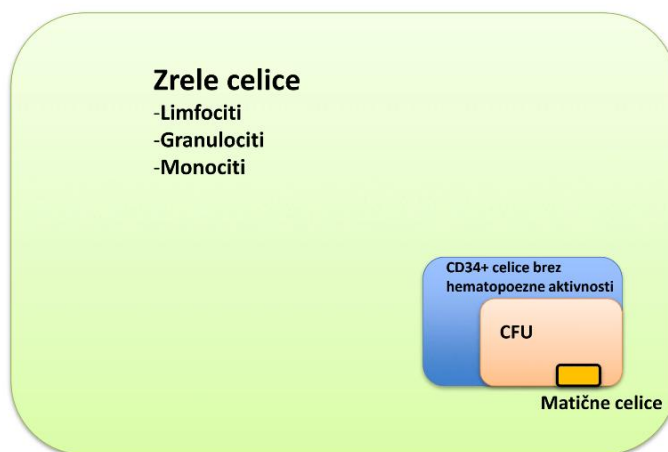 Zrele celice
-Limfociti
-Granulociti
-Monociti
CD34+ celice brez
hematopoezne aktivnosti
CFU
Matične celice